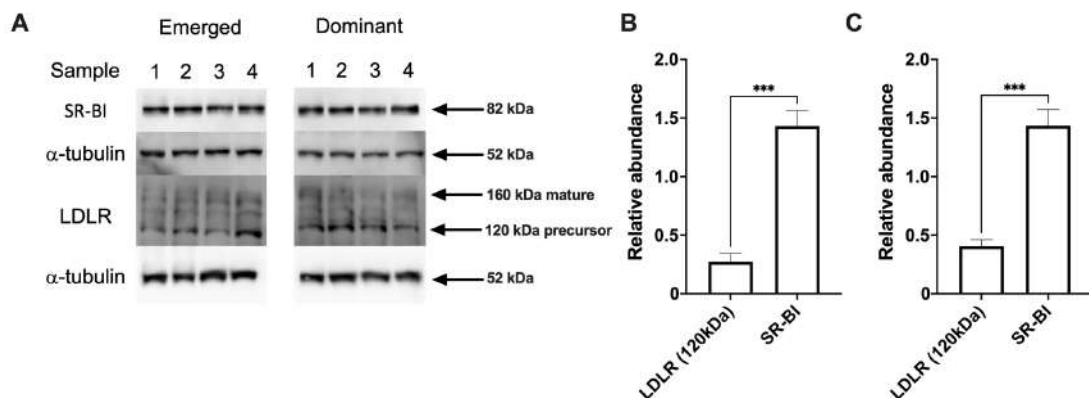 A
Emerged
Dominant
Sample
1 2 3 4
1 2 3 4
SR-BI
82 kDa
α-tubulin
52 kDa
LDLR
160 kDa mature
120 kDa precursor
α-tubulin
52 kDa
B
Relative abundance
2.0
1.5
1.0
0.5
0
***
LDLR (120kDa)
SR-BI
C
Relative abundance
2.0
1.5
1.0
0.5
0
***
LDLR (120kDa)
SR-BI